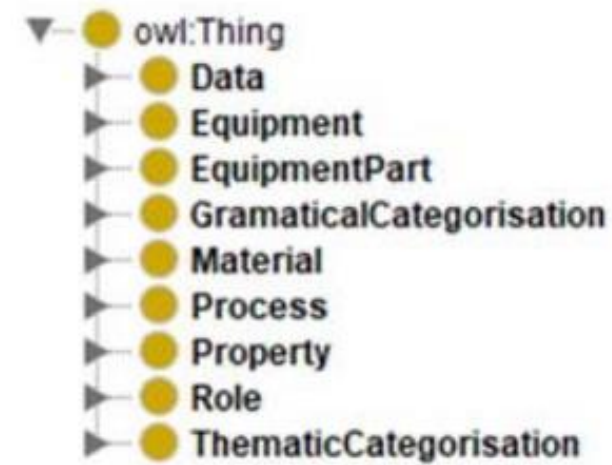 owl:Thing
Data
Equipment
EquipmentPart
GramaticalCategorisation
Material
Process
Property
Role
ThematicCategorisation